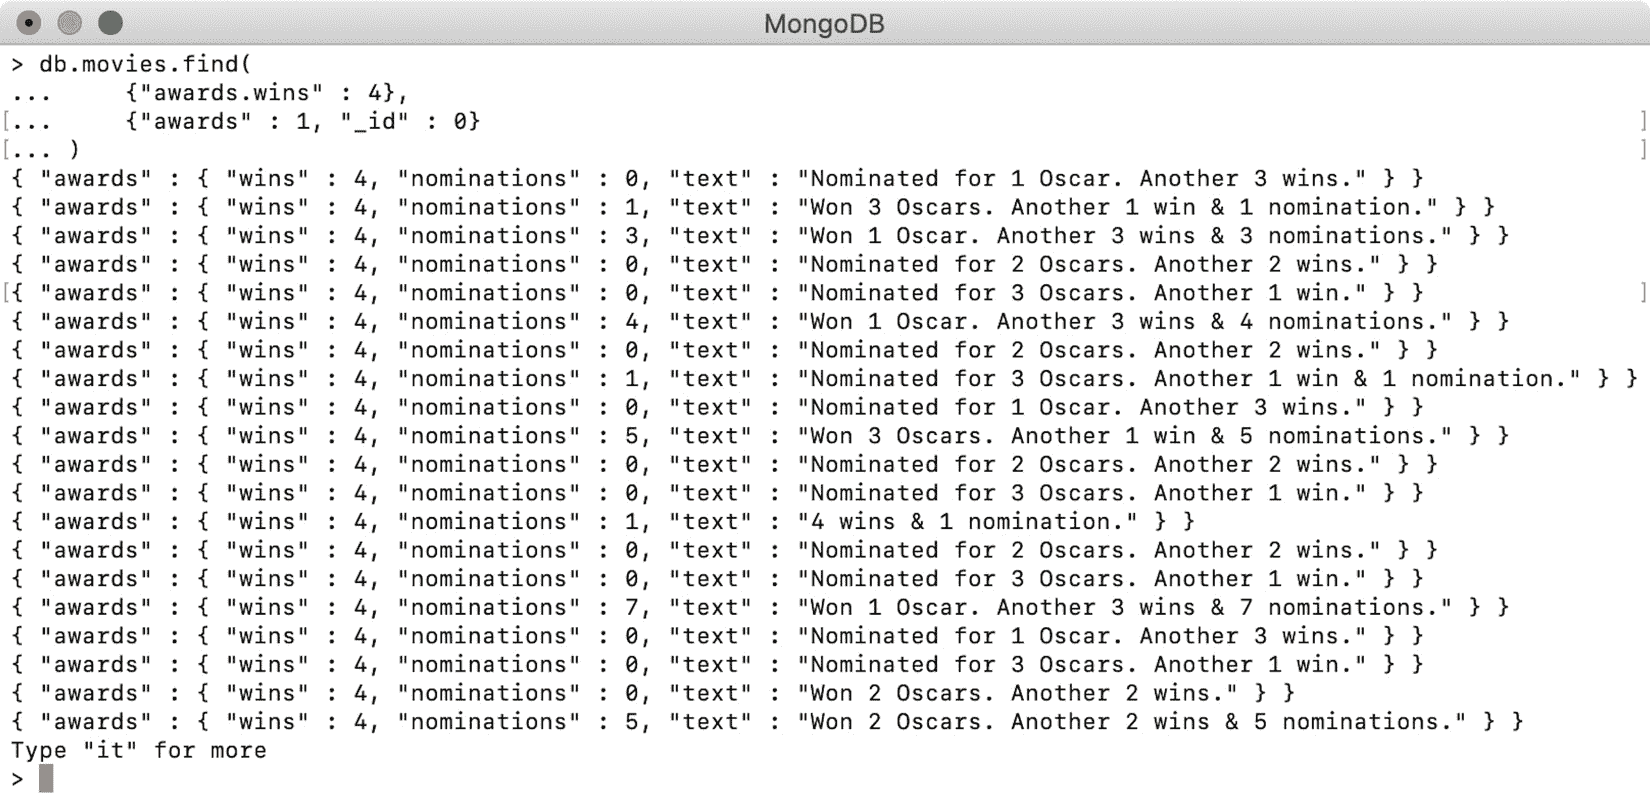 MongoDB
> db.movies.find(
...     {"awards.wins" : 4},
[...     {"awards" : 1, "_id" : 0} ]
[... ) ]
{ "awards" : { "wins" : 4, "nominations" : 0, "text" : "Nominated for 1 Oscar. Another 3 wins." } }
{ "awards" : { "wins" : 4, "nominations" : 1, "text" : "Won 3 Oscars. Another 1 win & 1 nomination." } }
{ "awards" : { "wins" : 4, "nominations" : 3, "text" : "Won 1 Oscar. Another 3 wins & 3 nominations." } }
{ "awards" : { "wins" : 4, "nominations" : 0, "text" : "Nominated for 2 Oscars. Another 2 wins." } }
[{ "awards" : { "wins" : 4, "nominations" : 0, "text" : "Nominated for 3 Oscars. Another 1 win." } } ]
{ "awards" : { "wins" : 4, "nominations" : 4, "text" : "Won 1 Oscar. Another 3 wins & 4 nominations." } }
{ "awards" : { "wins" : 4, "nominations" : 0, "text" : "Nominated for 2 Oscars. Another 2 wins." } }
{ "awards" : { "wins" : 4, "nominations" : 1, "text" : "Nominated for 3 Oscars. Another 1 win & 1 nomination." } }
{ "awards" : { "wins" : 4, "nominations" : 0, "text" : "Nominated for 1 Oscar. Another 3 wins." } }
{ "awards" : { "wins" : 4, "nominations" : 5, "text" : "Won 3 Oscars. Another 1 win & 5 nominations." } }
{ "awards" : { "wins" : 4, "nominations" : 0, "text" : "Nominated for 2 Oscars. Another 2 wins." } }
{ "awards" : { "wins" : 4, "nominations" : 0, "text" : "Nominated for 3 Oscars. Another 1 win." } }
{ "awards" : { "wins" : 4, "nominations" : 1, "text" : "4 wins & 1 nomination." } }
{ "awards" : { "wins" : 4, "nominations" : 0, "text" : "Nominated for 2 Oscars. Another 2 wins." } }
{ "awards" : { "wins" : 4, "nominations" : 0, "text" : "Nominated for 3 Oscars. Another 1 win." } }
{ "awards" : { "wins" : 4, "nominations" : 7, "text" : "Won 1 Oscar. Another 3 wins & 7 nominations." } }
{ "awards" : { "wins" : 4, "nominations" : 0, "text" : "Nominated for 1 Oscar. Another 3 wins." } }
{ "awards" : { "wins" : 4, "nominations" : 0, "text" : "Nominated for 3 Oscars. Another 1 win." } }
{ "awards" : { "wins" : 4, "nominations" : 0, "text" : "Won 2 Oscars. Another 2 wins." } }
{ "awards" : { "wins" : 4, "nominations" : 5, "text" : "Won 2 Oscars. Another 2 wins & 5 nominations." } }
Type "it" for more
>